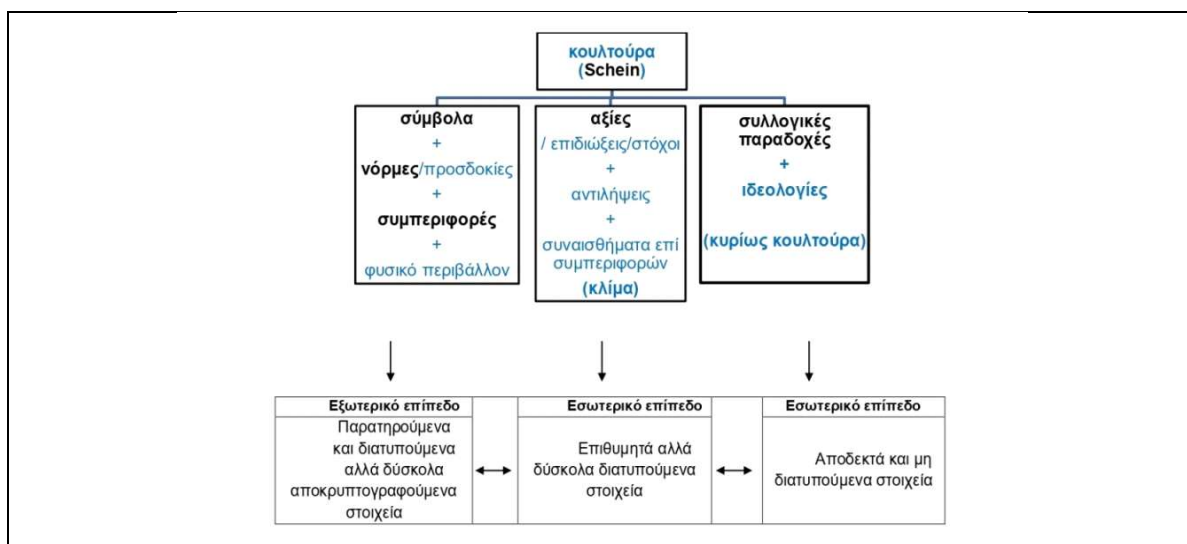 κουλτούρα
(Schein)
σύμβολα
+
νόρμες/προσδοκίες
+
συμπεριφορές
+
φυσικό περιβάλλον
αξίες
/ επιδιώξεις/στόχοι
+
αντιλήψεις
+
συναισθήματα επί
συμπεριφορών
(κλίμα)
συλλογικές
παραδοχές
+
ιδεολογίες
(κυρίως κουλτούρα)
Εξωτερικό επίπεδο
Παρατηρούμενα
και διατυπούμενα
αλλά δύσκολα
αποκρυπτογραφούμενα
στοιχεία
Εσωτερικό επίπεδο
Επιθυμητά αλλά
δύσκολα διατυπούμενα
στοιχεία
Εσωτερικό επίπεδο
Αποδεκτά και μη
διατυπούμενα στοιχεία